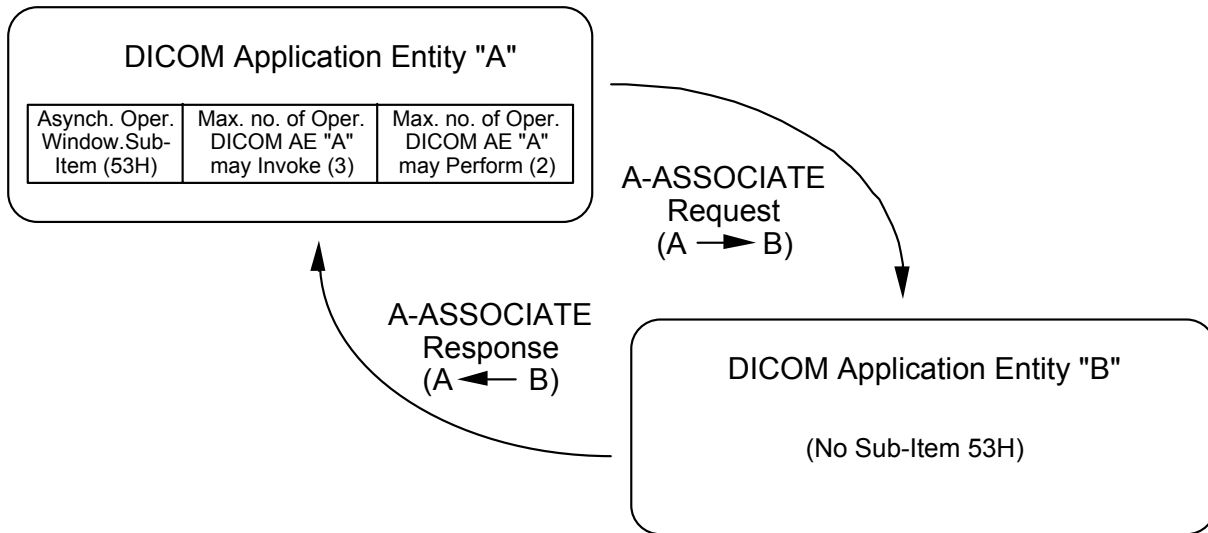 DICOM Application Entity "A"
Asynch. Oper.
Window.Sub-
Item (53H)
Max. no. of Oper.
DICOM AE "A"
may Invoke (3)
Max. no. of Oper.
DICOM AE "A"
may Perform (2)
A-ASSOCIATE
Request
(A B)
A-ASSOCIATE
Response
(A B)
DICOM Application Entity "B"
(No Sub-Item 53H)